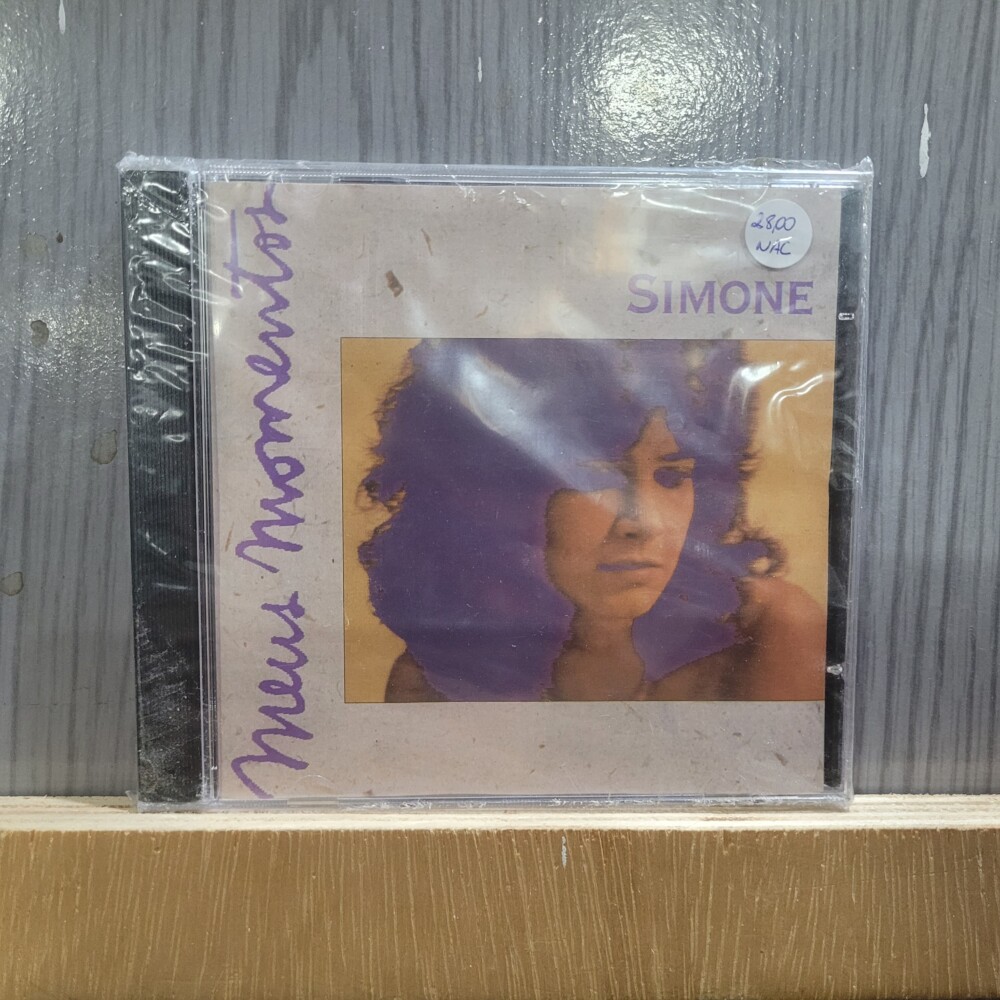 meus momentos
28,00
NAC
SIMONE